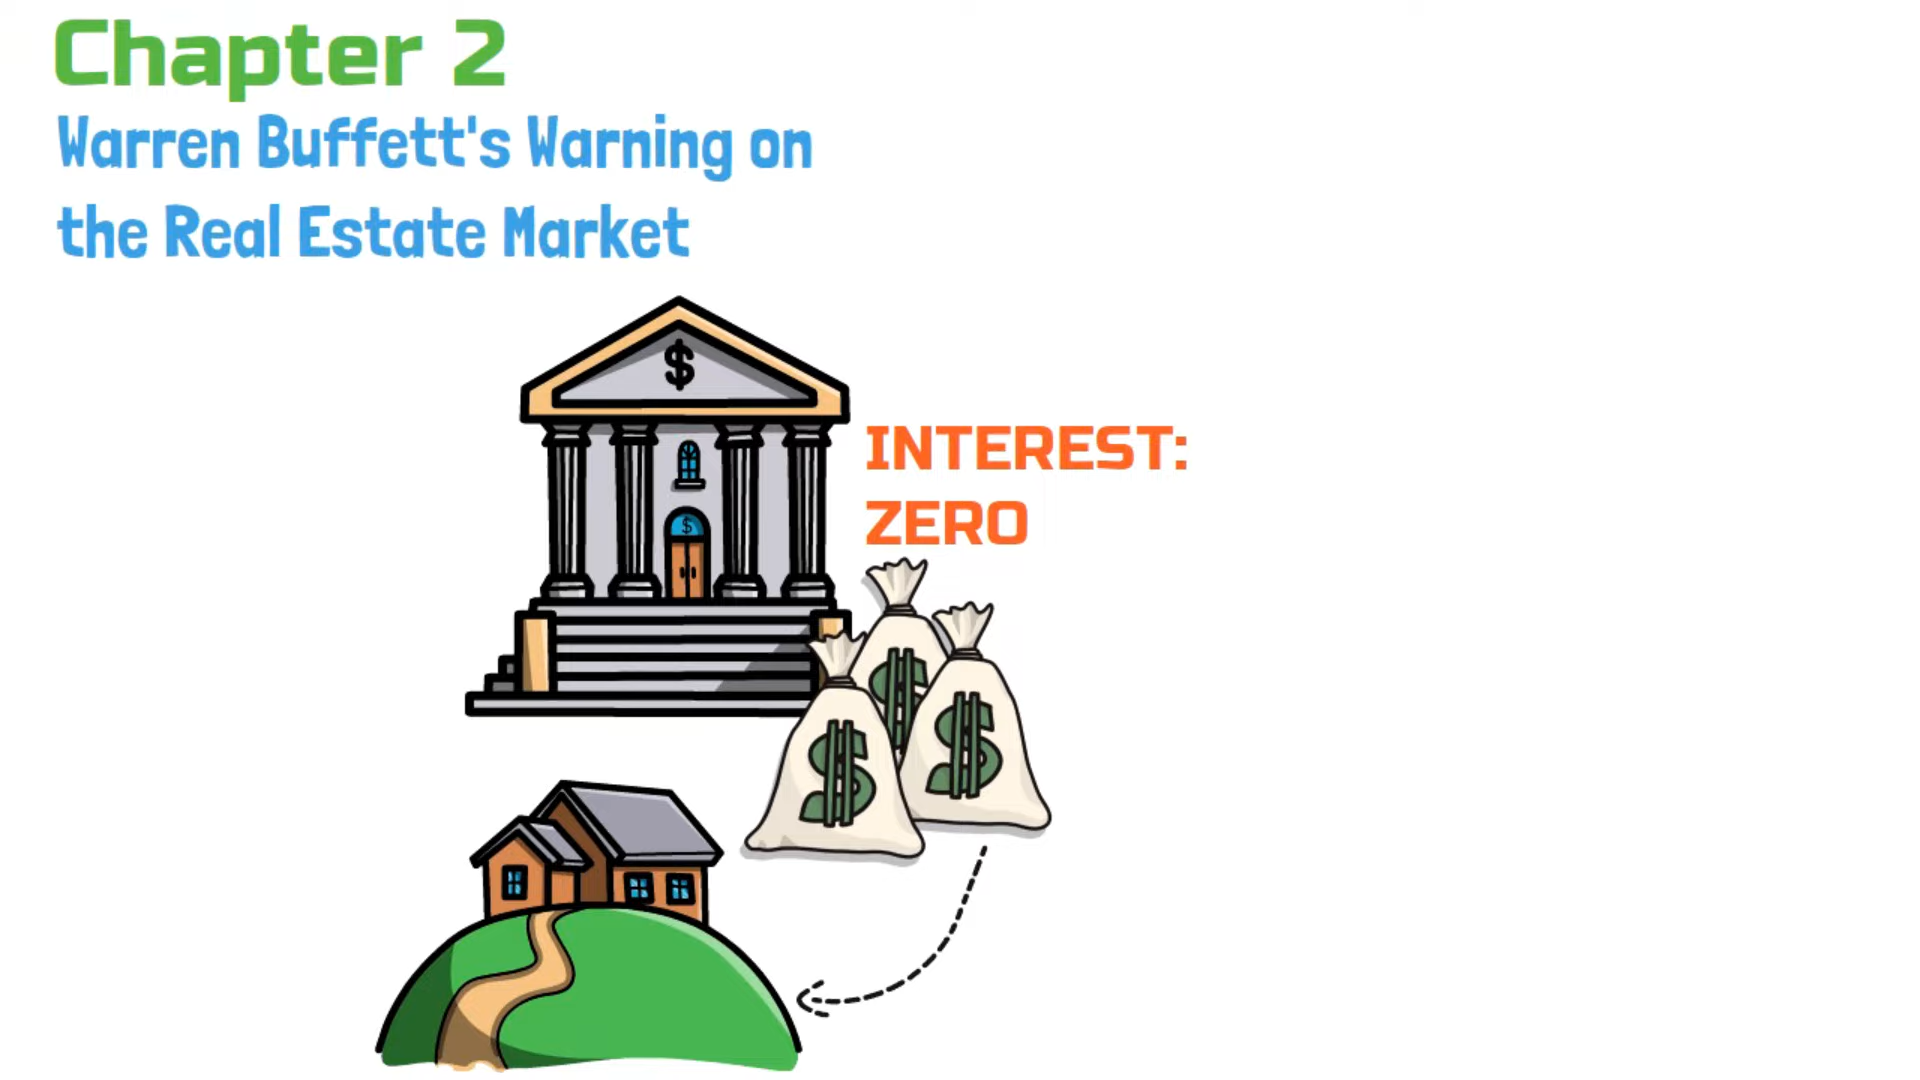 Chapter 2
Warren Buffett's Warning on
the Real Estate Market
$
INTEREST:
ZERO
$
$
$
$